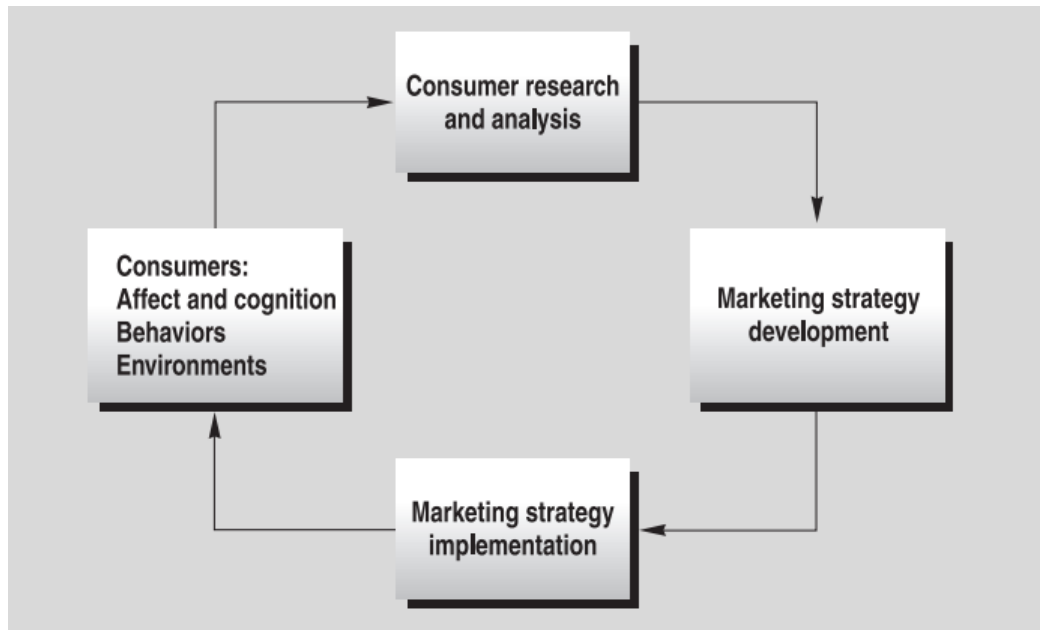 Consumer research
and analysis
Consumers:
Affect and cognition
Behaviors
Environments
Marketing strategy
development
Marketing strategy
implementation